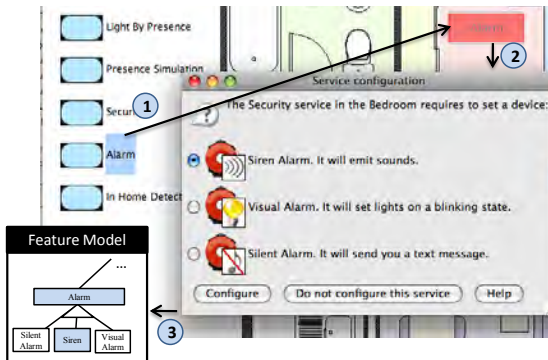 Light By Presence
Presence Simulation
2
Service configuration
1
Securi
?
The Security service in the Bedroom requires to set a device:
Alarm
Siren Alarm. It will emit sounds.
In Home Detect
Visual Alarm. It will set lights on a blinking state.
Silent Alarm. It will send you a text message.
Configure
Do not configure this service
Help
Feature Model
...
Alarm
Silent Alarm
Siren
Visual Alarm
3